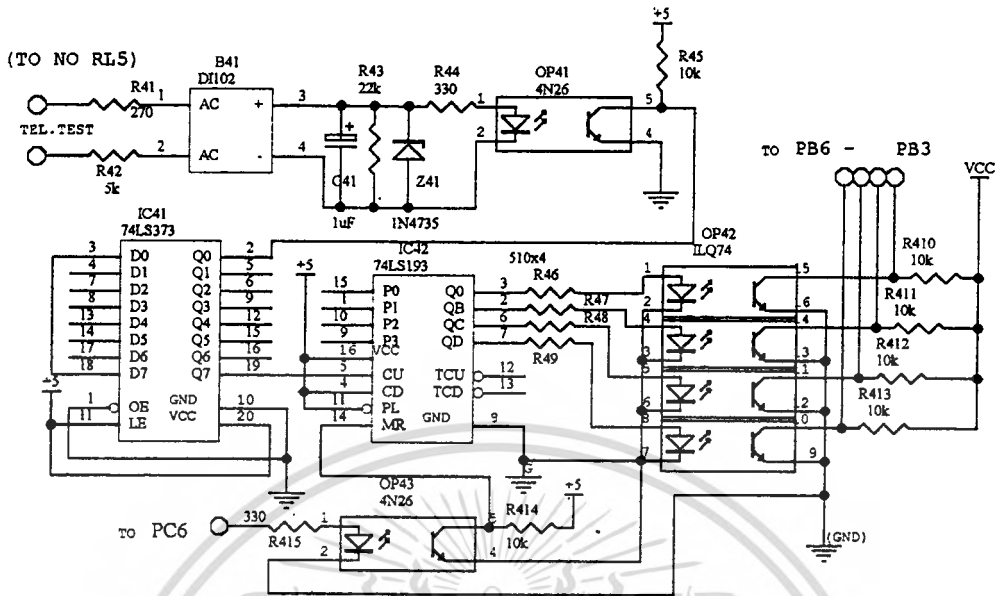 +5
(TO NO RL5)
B41
DI102
R43
22k
R44
330
OP41
4N26
R45
10k
R41
270
1
AC
+
3
1
5
TEL.TEST
2
AC
-
4
2
4
R42
5k
+
C41
1uF
Z41
1N4735
TO PB6 - PB3
VCC
IC41
74LS373
IC42
74LS193
510x4
OP42
ILQ74
3 D0 Q0 2
4 D1 Q1 5
7 D2 Q2 6
8 D3 Q3 9
13 D4 Q4 12
14 D5 Q5 15
17 D6 Q6 16
18 D7 Q7 19
+5
1 OE GND 10
11 LE VCC 20
+5
15 P0 Q0 3
1 P1 QB 2
10 P2 QC 6
9 P3 QD 7
16 VCC
5 CU TCU 12
4 CD TCD 13
11 PL GND 9
14 MR
R46
R47
R48
R49
1
2
4
3
5
6
8
7
15
6
4
13
11
12
10
9
R410
10k
R411
10k
R412
10k
R413
10k
G
OP43
4N26
+5
TO PC6
330
R415
1
2
4
R414
10k
(GND)